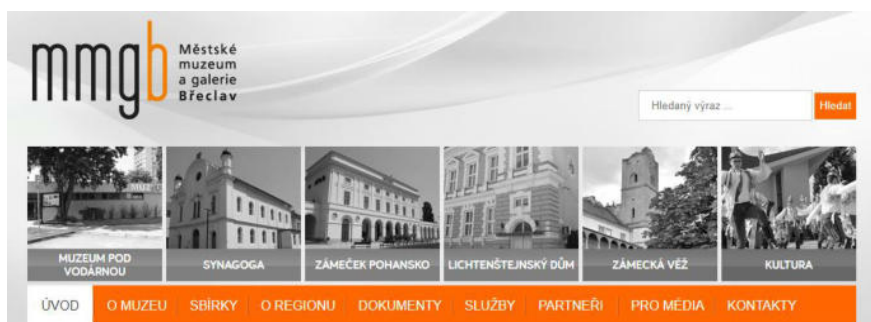 mmgb
Městské
muzeum
a galerie
Břeclav
Hledaný výraz ...
Hledat
MUZEUM POD
VODÁRNOU
SYNAGOGA
ZÁMEČEK POHANSKO
LICHTENŠTEJNSKÝ DŮM
ZÁMECKÁ VĚŽ
KULTURA
ÚVOD O MUZEU SBÍRKY O REGIONU DOKUMENTY SLUŽBY PARTNEŘI PRO MÉDIA KONTAKTY